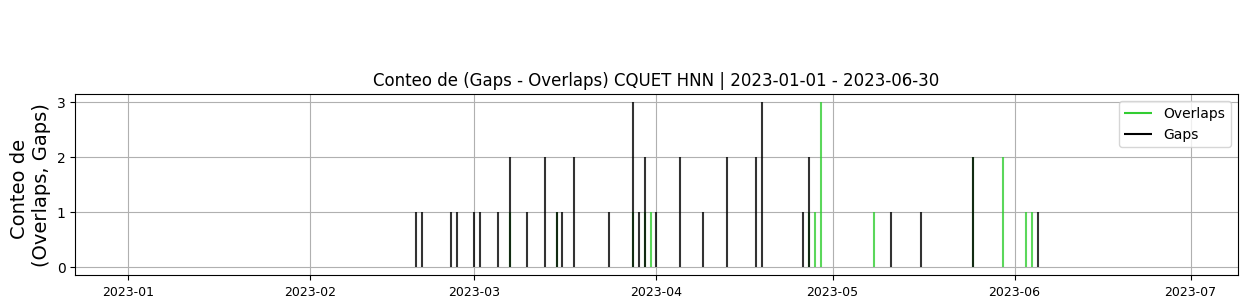 Conteo de (Gaps - Overlaps) CQUET HNN | 2023-01-01 - 2023-06-30
Conteo de
(Overlaps, Gaps)
3
2
1
0
Overlaps
Gaps
2023-01
2023-02
2023-03
2023-04
2023-05
2023-06
2023-07